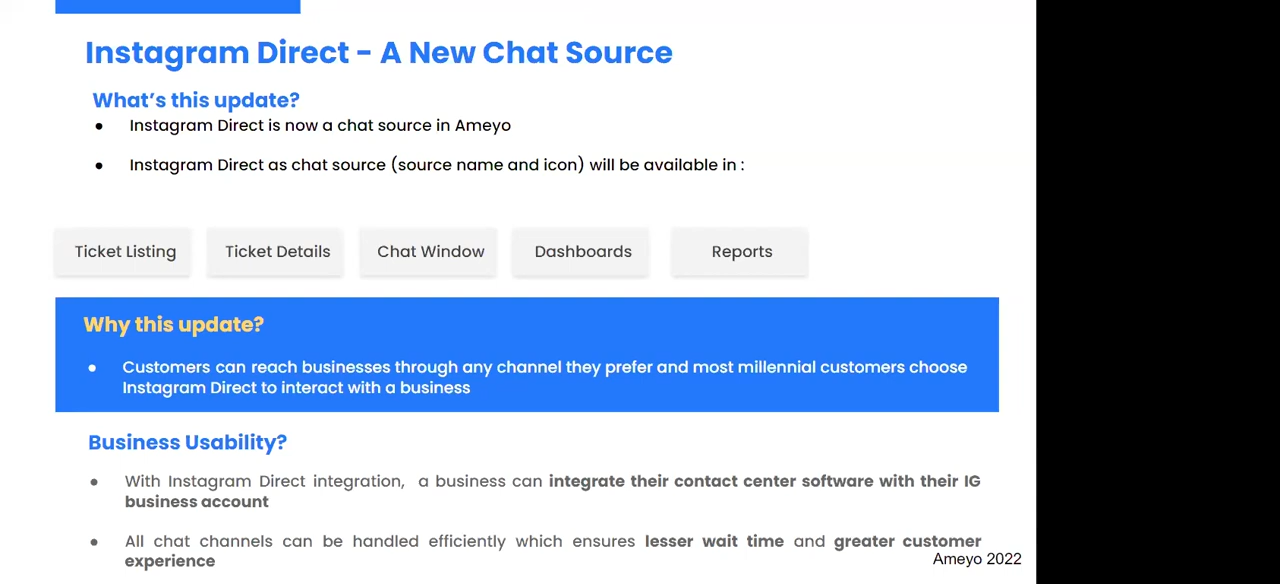 Instagram Direct - A New Chat Source
What's this update?
● Instagram Direct is now a chat source in Ameyo
● Instagram Direct as chat source (source name and icon) will be available in :
Ticket Listing Ticket Details Chat Window Dashboards Reports
Why this update?
● Customers can reach businesses through any channel they prefer and most millennial customers choose
Instagram Direct to interact with a business
Business Usability?
● With Instagram Direct integration, a business can integrate their contact center software with their IG
business account
● All chat channels can be handled efficiently which ensures lesser wait time and greater customer
experience
Ameyo 2022